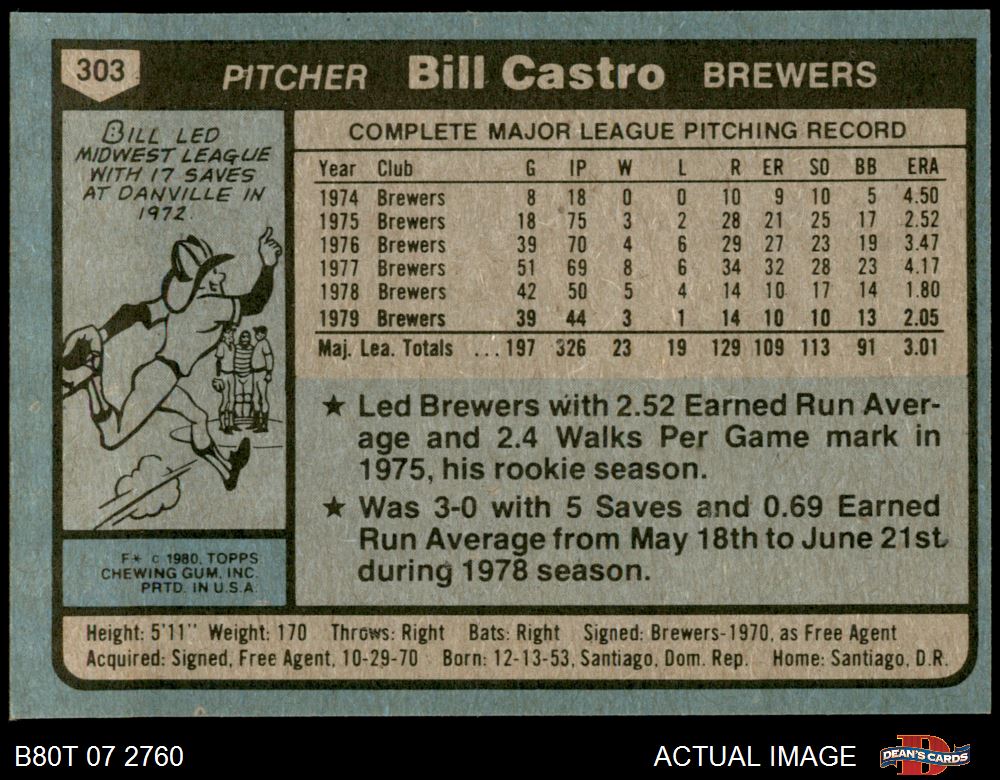 303 PITCHER Bill Castro BREWERS
BILL LED
MIDWEST LEAGUE
WITH 17 SAVES
AT DANVILLE IN
1972.
COMPLETE MAJOR LEAGUE PITCHING RECORD
Year Club G IP W L R ER SO BB ERA
1974 Brewers 8 18 0 0 10 9 10 5 4.50
1975 Brewers 18 75 3 2 28 21 25 17 2.52
1976 Brewers 39 70 4 6 29 27 23 19 3.47
1977 Brewers 51 69 8 6 34 32 28 23 4.17
1978 Brewers 42 50 5 4 14 10 17 14 1.80
1979 Brewers 39 44 3 1 14 10 10 13 2.05
Maj. Lea. Totals ... 197 326 23 19 129 109 113 91 3.01
★ Led Brewers with 2.52 Earned Run Aver-
age and 2.4 Walks Per Game mark in
1975, his rookie season.
★ Was 3-0 with 5 Saves and 0.69 Earned
Run Average from May 18th to June 21st
during 1978 season.
F* © 1980, TOPPS
CHEWING GUM, INC.
PRTD. IN U.S.A.
Height: 5'11" Weight: 170 Throws: Right Bats: Right Signed: Brewers-1970, as Free Agent
Acquired: Signed, Free Agent, 10-29-70 Born: 12-13-53, Santiago, Dom. Rep. Home: Santiago, D.R.
B80T 07 2760 ACTUAL IMAGE DEAN'S CARDS